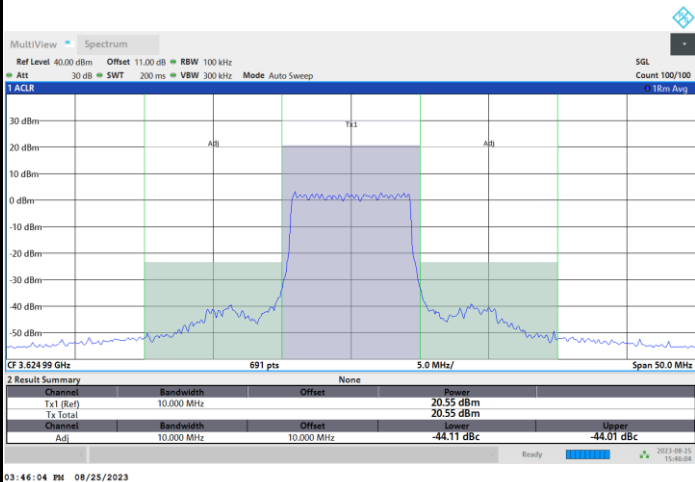 MultiView Spectrum
Ref Level 40.00 dBm Offset 11.00 dB RBW 100 kHz SGL
Att 30 dB SWT 200 ms VBW 300 kHz Mode Auto Sweep Count 100/100
1 ACLR 1Rm Avg
Tx1
30 dBm
Adj Adj
20 dBm
10 dBm
0 dBm
-10 dBm
-20 dBm
-30 dBm
-40 dBm
-50 dBm
CF 3.624 99 GHz 691 pts 5.0 MHz/ Span 50.0 MHz
2 Result Summary None
Channel Bandwidth Offset Power
Tx1 (Ref) 10.000 MHz 20.55 dBm
Tx Total 20.55 dBm
Channel Bandwidth Offset Lower Upper
Adj 10.000 MHz 10.000 MHz -44.11 dBc -44.01 dBc
Ready 2023-08-25
15:46:04
03:46:04 PM 08/25/2023